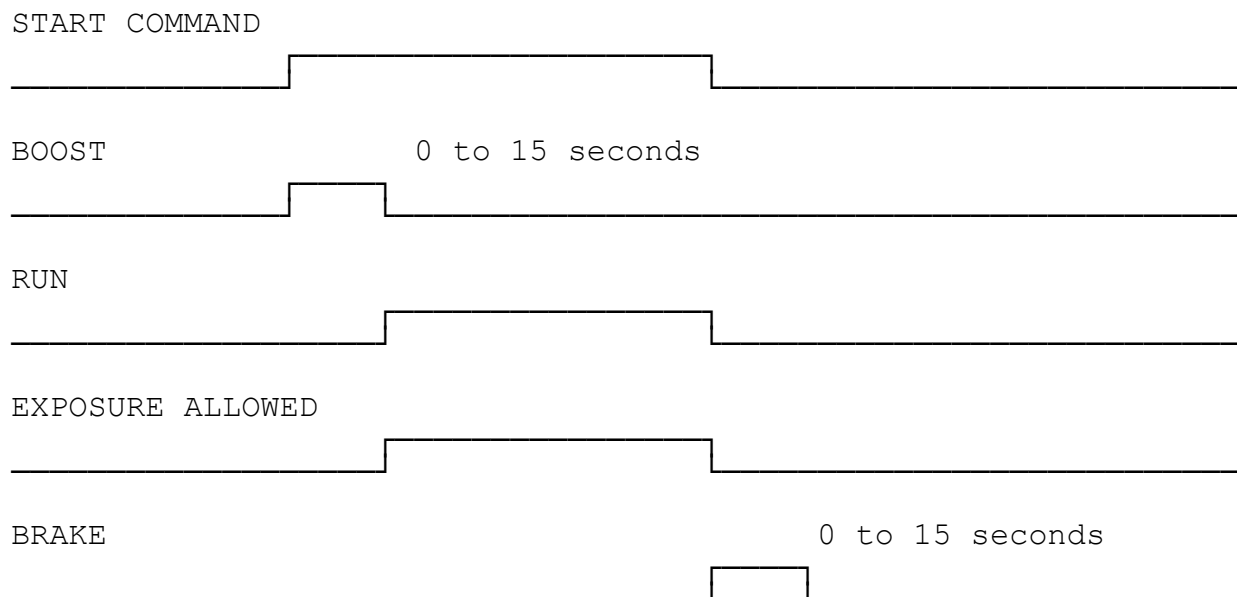 START COMMAND
BOOST 0 to 15 seconds
RUN
EXPOSURE ALLOWED
BRAKE 0 to 15 seconds